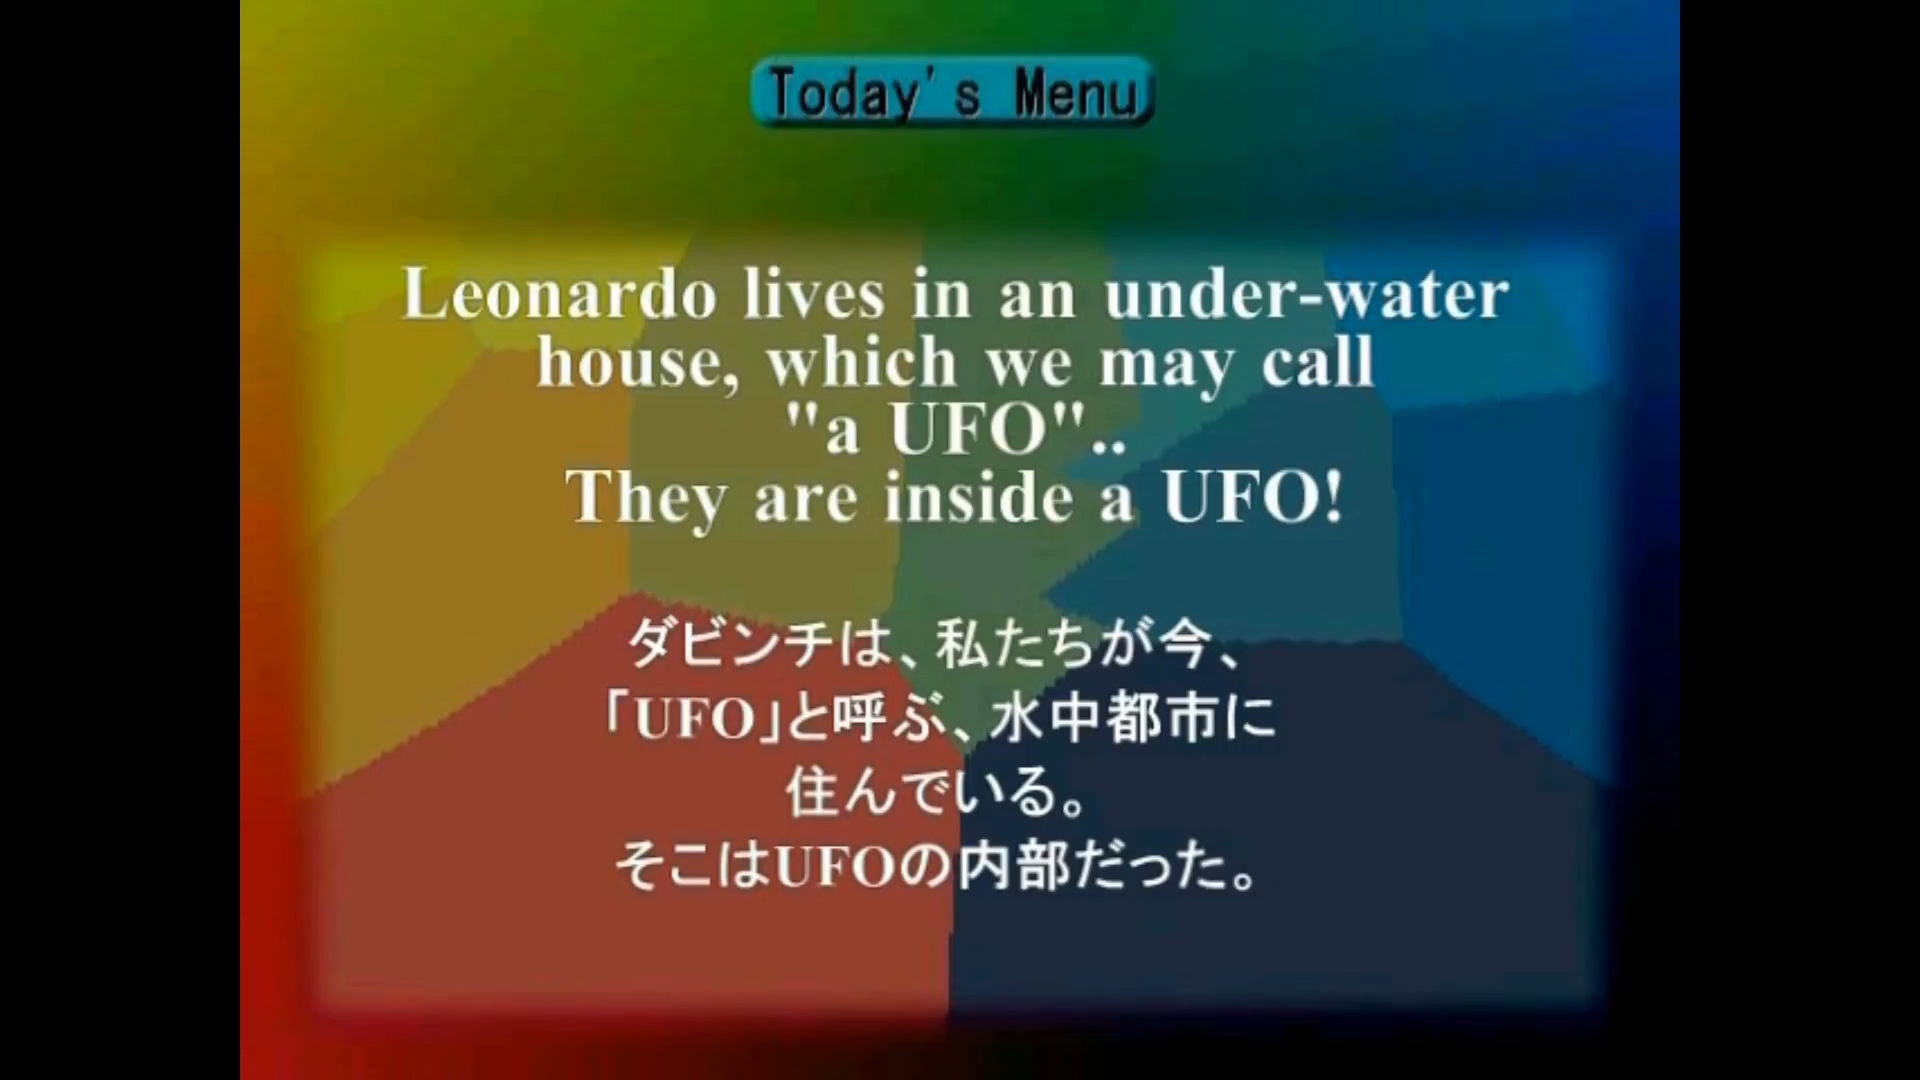 Today's Menu
Leonardo lives in an under-water
house, which we may call
"a UFO"..
They are inside a UFO!
ダビンチは、私たちが今、
「UFO」と呼ぶ、水中都市に
住んでいる。
そこはUFOの内部だった。